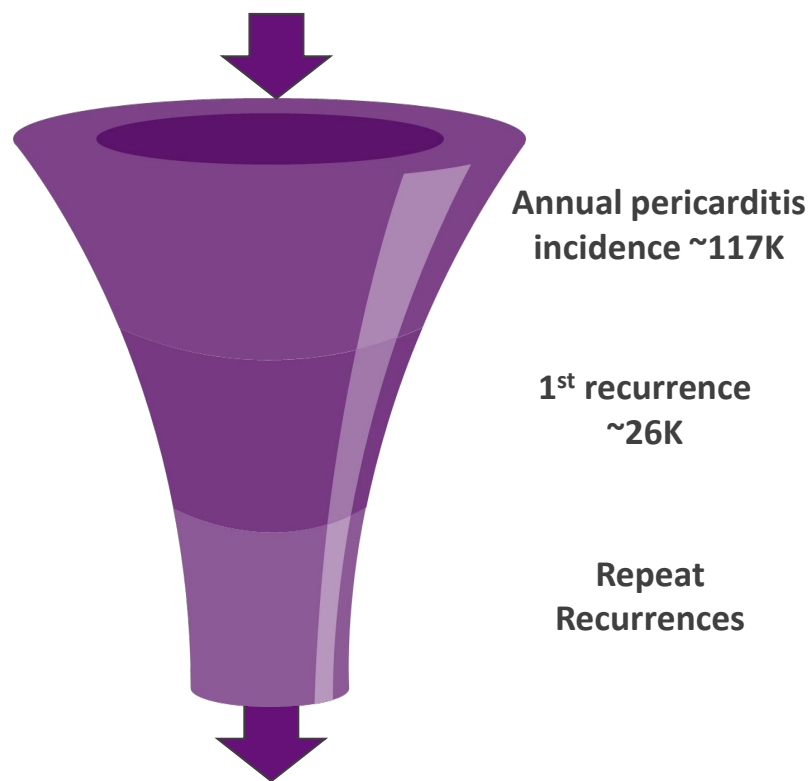 Annual pericarditis
incidence ~117K
1st recurrence
~26K
Repeat
Recurrences